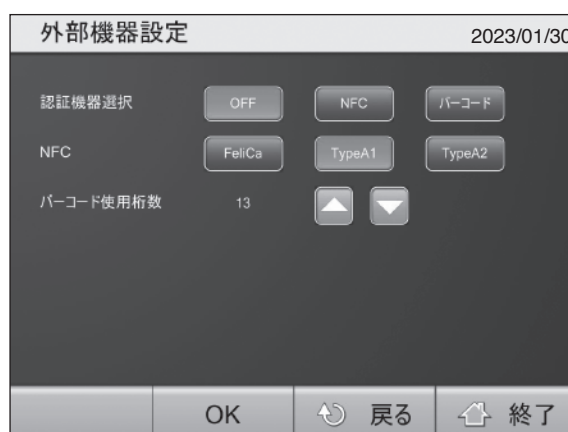 外部機器設定 2023/01/30
認証機器選択 OFF NFC バーコード
NFC FeliCa TypeA1 TypeA2
バーコード使用桁数 13
OK 戻る 終了